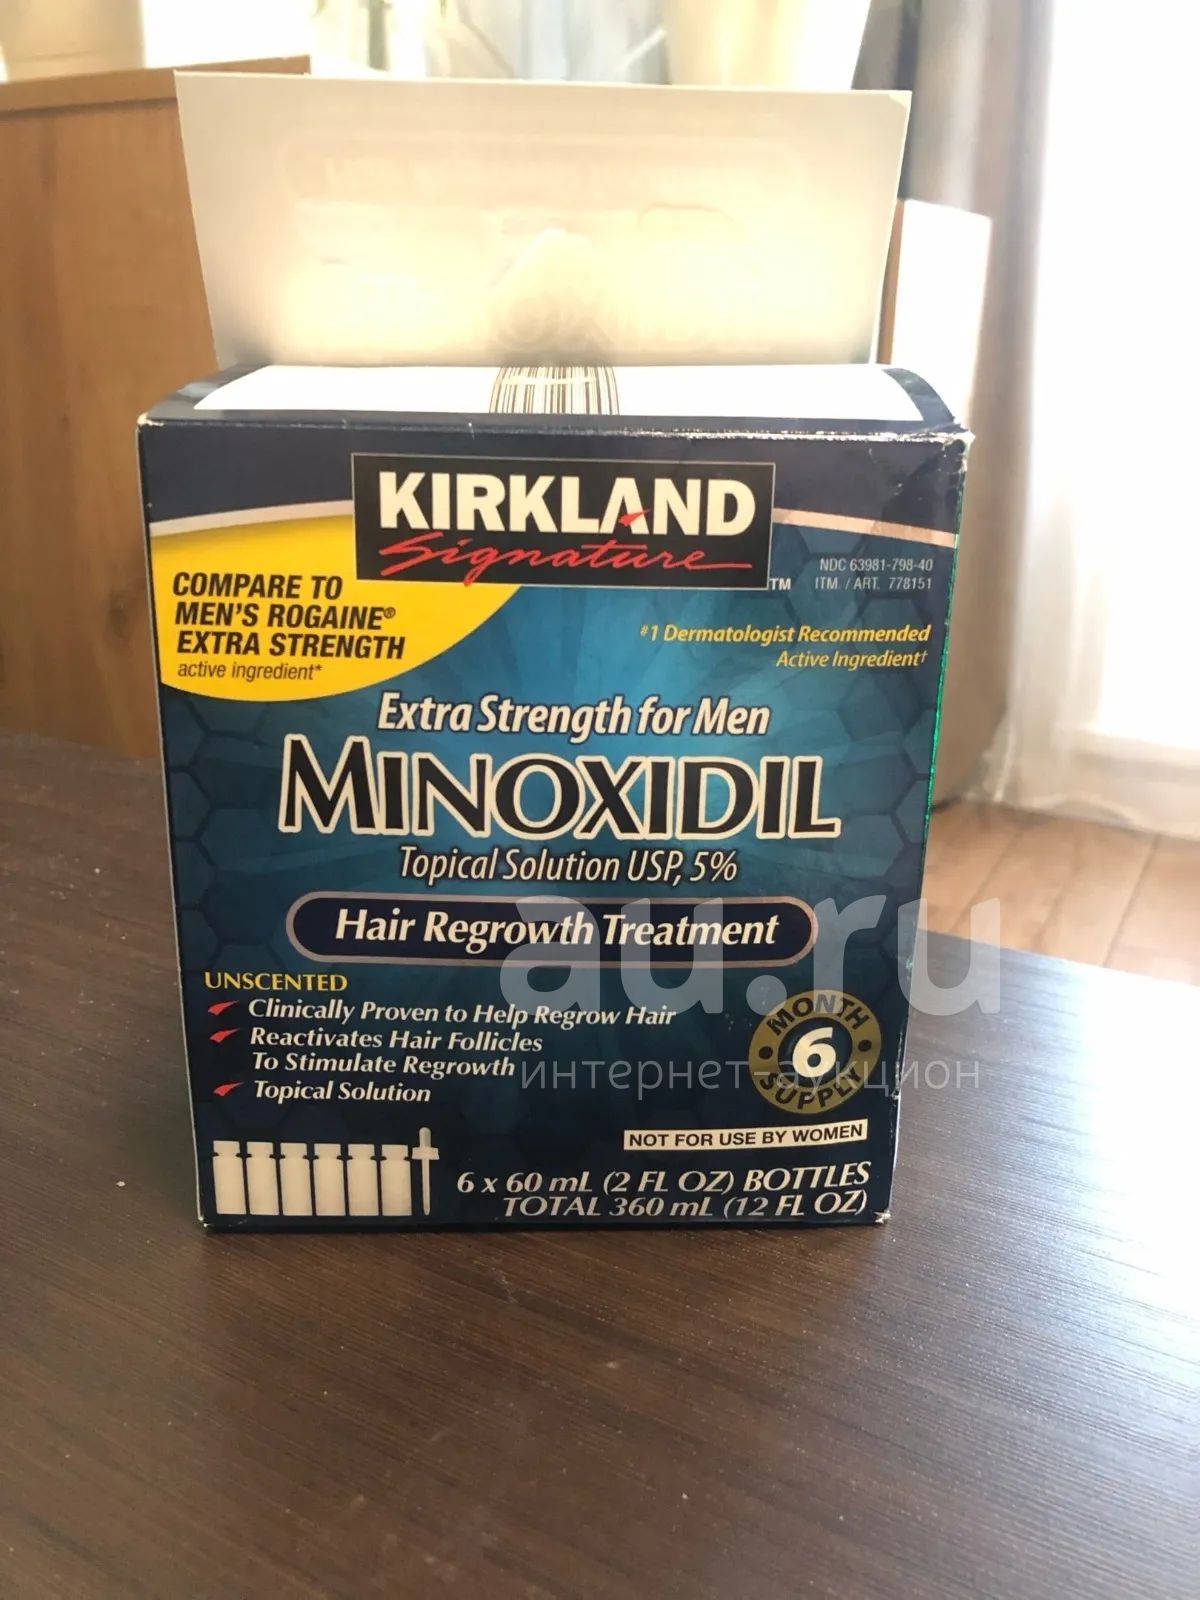 KIRKLAND
Signature™
NDC 63981-798-40
ITM. / ART. 778151
COMPARE TO
MEN'S ROGAINE®
EXTRA STRENGTH
active ingredient*
#1 Dermatologist Recommended
Active Ingredient†
Extra Strength for Men
MINOXIDIL
Topical Solution USP, 5%
Hair Regrowth Treatment
au.ru
интернет-аукцион
UNSCENTED
Clinically Proven to Help Regrow Hair
Reactivates Hair Follicles
To Stimulate Regrowth
Topical Solution
MONTH
6
SUPPLY
NOT FOR USE BY WOMEN
6 x 60 mL (2 FL OZ) BOTTLES
TOTAL 360 mL (12 FL OZ)